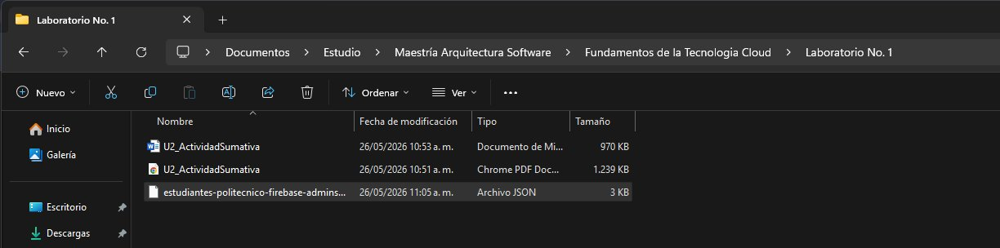 Laboratorio No. 1
Documentos > Estudio > Maestría Arquitectura Software > Fundamentos de la Tecnologia Cloud > Laboratorio No. 1
Nuevo Ordenar Ver
Nombre Fecha de modificación Tipo Tamaño
Inicio
Galería
Escritorio
Descargas
U2_ActividadSumativa 26/05/2026 10:53 a. m. Documento de Mi... 970 KB
U2_ActividadSumativa 26/05/2026 10:51 a. m. Chrome PDF Doc... 1.239 KB
estudiantes-politecnico-firebase-admins... 26/05/2026 11:05 a. m. Archivo JSON 3 KB